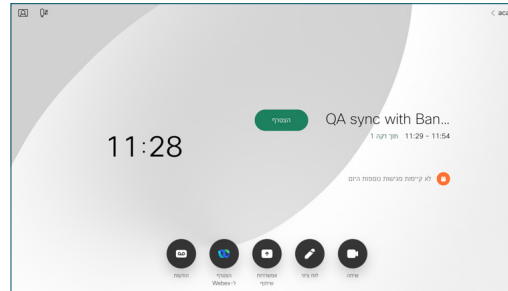 < aca
11:28
QA sync with Ban...
הצטרף
11:29 - 11:54 תוך דקה 1
לא קיימות פגישות נוספות היום
שיחה
לוח ציור
אפשרויות
שיתוף
הצטרף
ל-Webex
הודעות